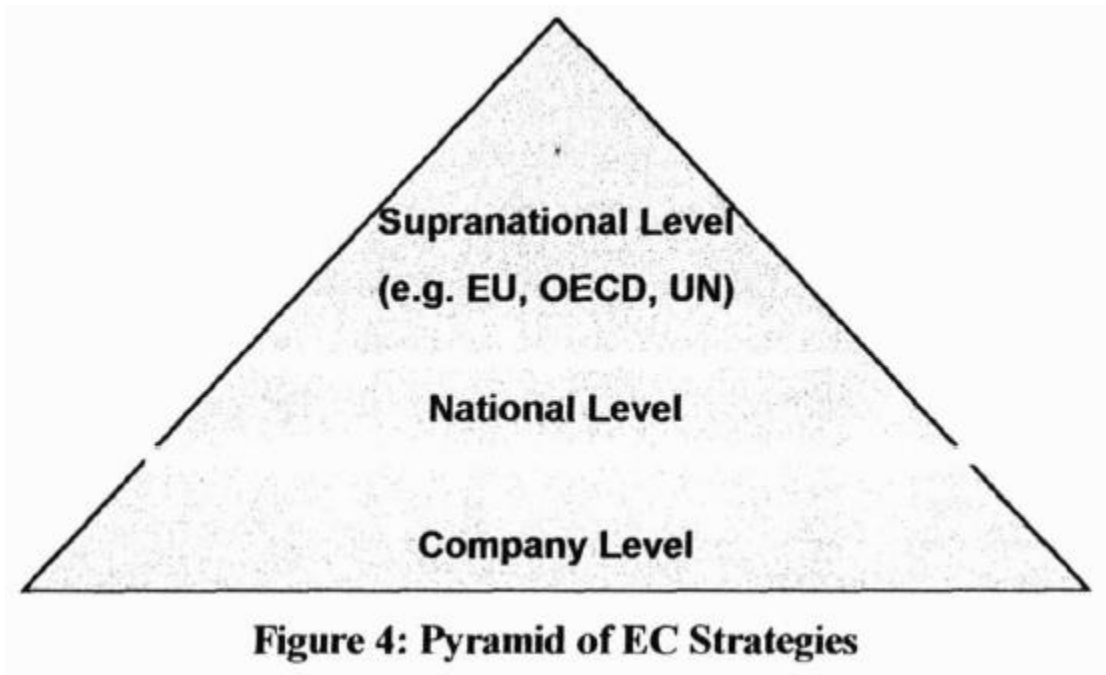 Supranational Level
(e.g. EU, OECD, UN)
National Level
Company Level
Figure 4: Pyramid of EC Strategies